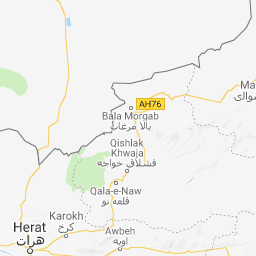 AH76
Bala Morqab
بالا مرغاب
Ma
Qishlak
Khwaja
قشلاق خواجه
Qala-e-Naw
قلعه نو
Karokh
کرخ
Herat
هرات
Awbeh
اوبه